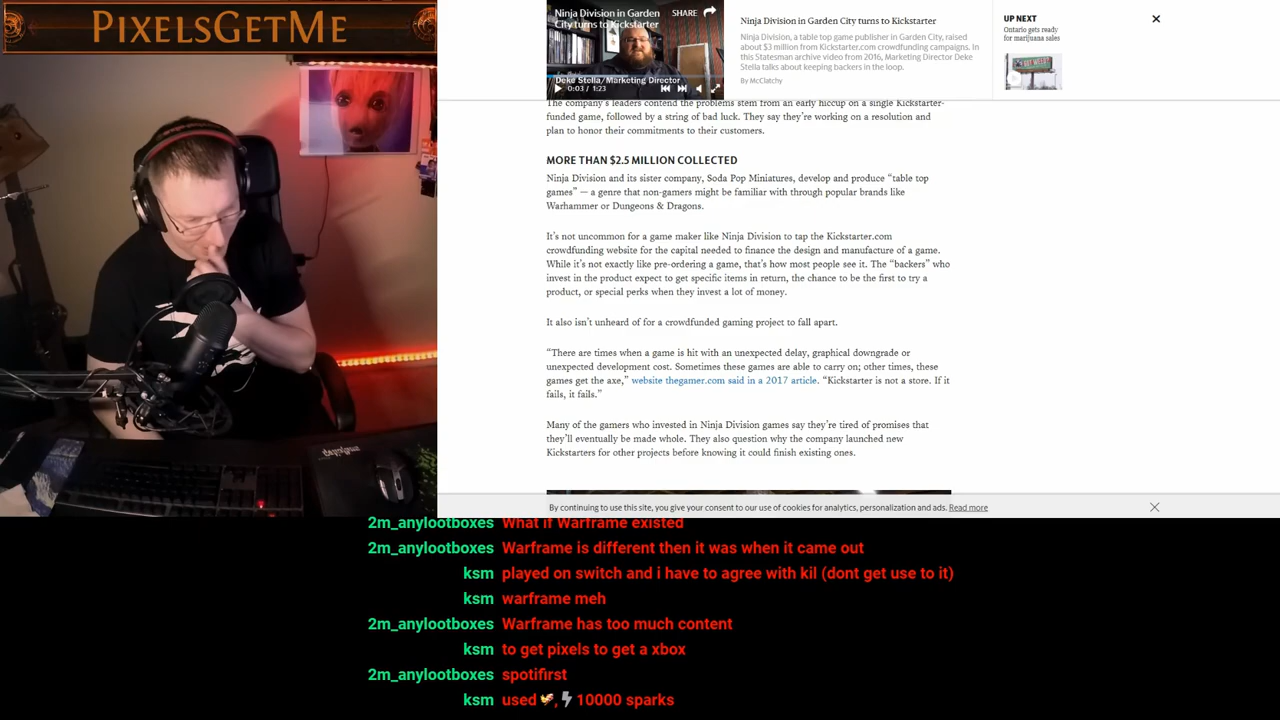 PIXELSGETME
Ninja Division in Garden
City turns to Kickstarter
SHARE
Deke Stella/Marketing Director
0:03 / 1:23
Ninja Division in Garden City turns to Kickstarter
Ninja Division, a table top game publisher in Garden City, raised
about $3 million from Kickstarter.com crowdfunding campaigns. In
this Statesman archive video from 2016, Marketing Director Deke
Stella talks about keeping backers in the loop.
By McClatchy
UP NEXT
Ontario gets ready
for marijuana sales
GOT WEED?
The company's leaders contend the problems stem from an early hiccup on a single Kickstarter-
funded game, followed by a string of bad luck. They say they're working on a resolution and
plan to honor their commitments to their customers.
MORE THAN $2.5 MILLION COLLECTED
Ninja Division and its sister company, Soda Pop Miniatures, develop and produce “table top
games” — a genre that non-gamers might be familiar with through popular brands like
Warhammer or Dungeons & Dragons.
It's not uncommon for a game maker like Ninja Division to tap the Kickstarter.com
crowdfunding website for the capital needed to finance the design and manufacture of a game.
While it's not exactly like pre-ordering a game, that's how most people see it. The “backers” who
invest in the product expect to get specific items in return, the chance to be the first to try a
product, or special perks when they invest a lot of money.
It also isn't unheard of for a crowdfunded gaming project to fall apart.
“There are times when a game is hit with an unexpected delay, graphical downgrade or
unexpected development cost. Sometimes these games are able to carry on; other times, these
games get the axe,” website thegamer.com said in a 2017 article. “Kickstarter is not a store. If it
fails, it fails.”
Many of the gamers who invested in Ninja Division games say they're tired of promises that
they'll eventually be made whole. They also question why the company launched new
Kickstarters for other projects before knowing it could finish existing ones.
By continuing to use this site, you give your consent to our use of cookies for analytics, personalization and ads. Read more
2m_anylootboxes What if Warframe existed
2m_anylootboxes Warframe is different then it was when it came out
ksm played on switch and i have to agree with kil (dont get use to it)
ksm warframe meh
2m_anylootboxes Warframe has too much content
ksm to get pixels to get a xbox
2m_anylootboxes spotifirst
ksm used 🐓, ⚡ 10000 sparks